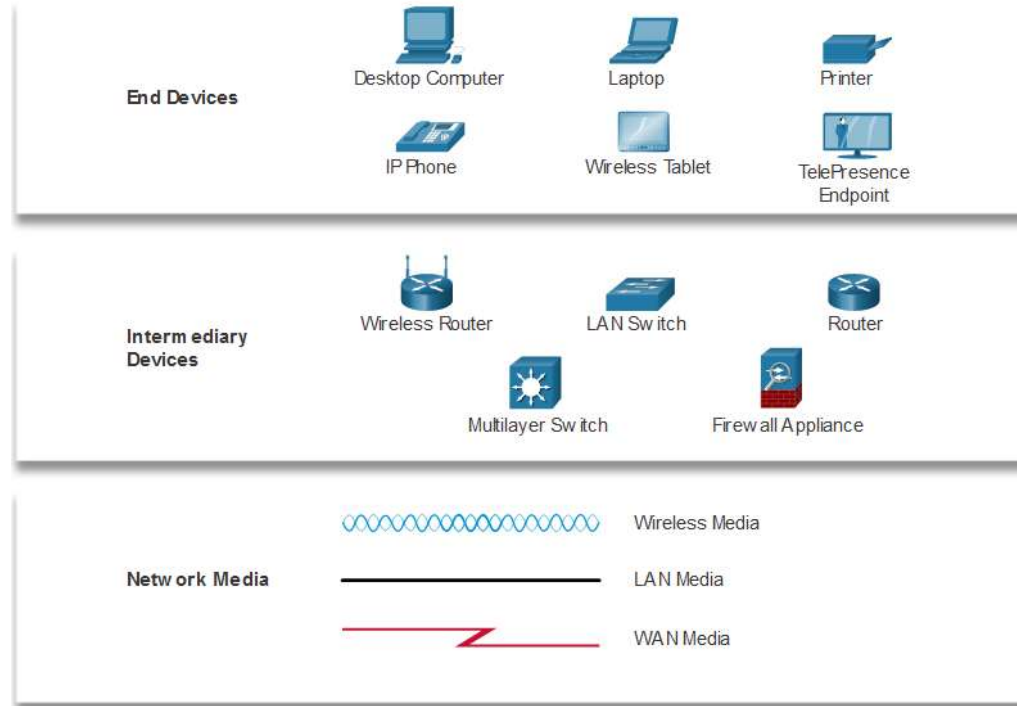 End Devices
Desktop Computer
Laptop
Printer
IP Phone
Wireless Tablet
TelePresence
Endpoint
Intermediary
Devices
Wireless Router
LAN Switch
Router
Multilayer Switch
Firewall Appliance
Network Media
Wireless Media
LAN Media
WAN Media